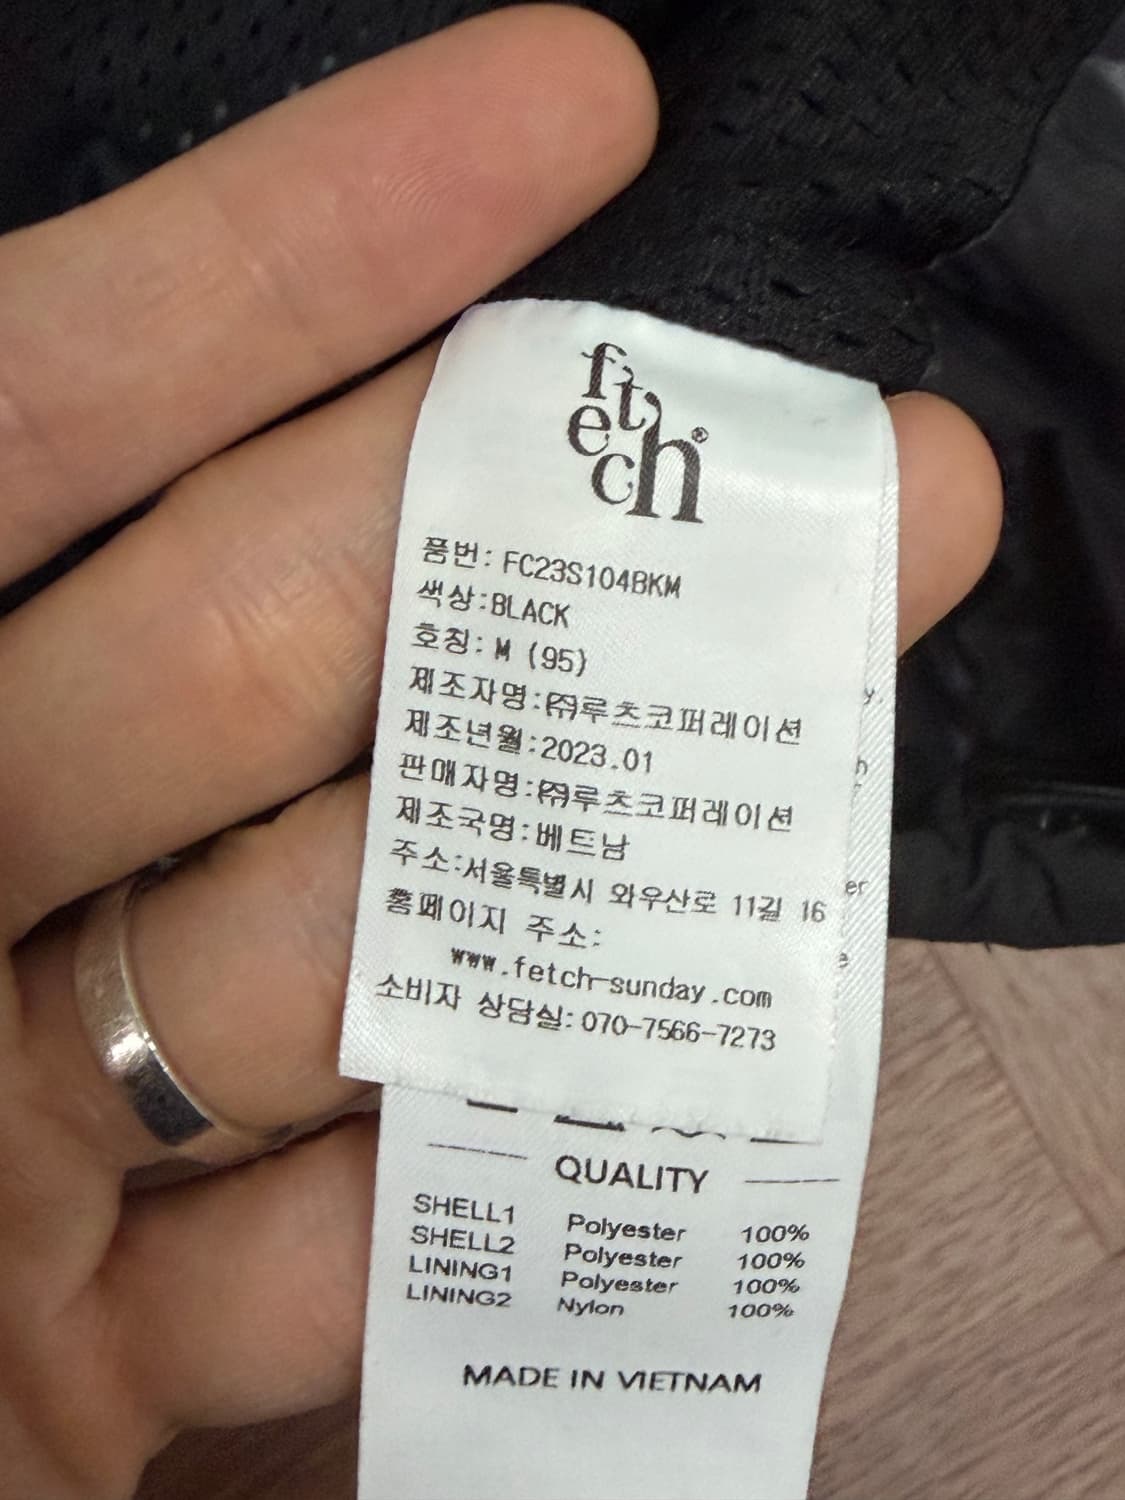 fetch®
품번: FC23S104BKM
색상:BLACK
호칭: M (95)
제조자명:㈜루츠코퍼레이션
제조년월:2023.01
판매자명:㈜루츠코퍼레이션
제조국명:베트남
주소:서울특별시 와우산로 11길 16
홈페이지 주소:
www.fetch-sunday.com
소비자 상담실: 070-7566-7273
QUALITY
SHELL1 Polyester 100%
SHELL2 Polyester 100%
LINING1 Polyester 100%
LINING2 Nylon 100%
MADE IN VIETNAM